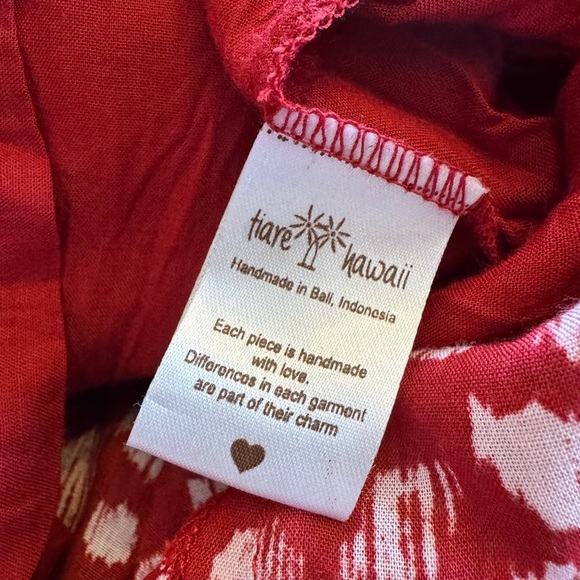 tiare hawaii
Handmade in Bali, Indonesia
Each piece is handmade
with love.
Differences in each garment
are part of their charm